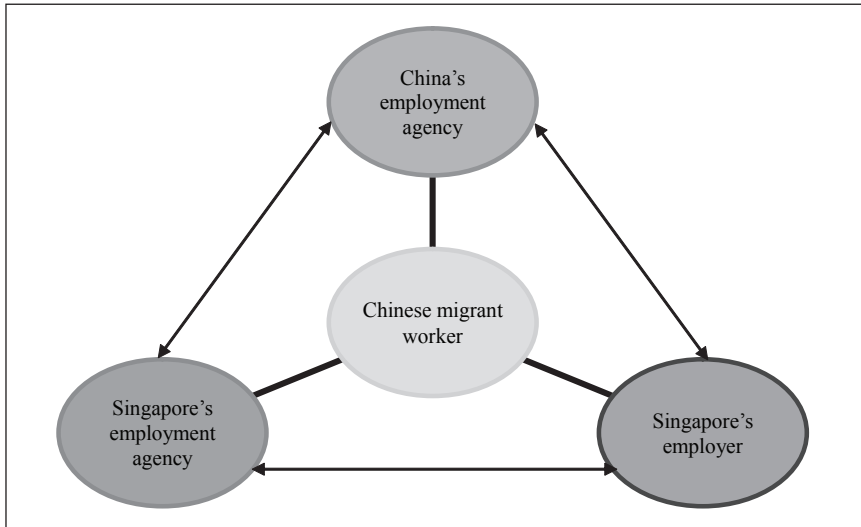 China’s
employment
agency
Chinese migrant
worker
Singapore’s
employment
agency
Singapore’s
employer